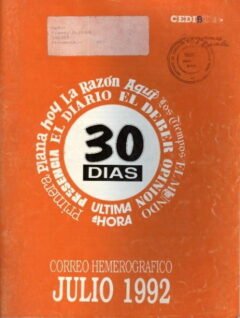 CEDIB
Primera Plana hoy La Razón Aquí los Tiempos EL MUNDO
PRESENCIA EL DIARIO EL DEBER OPINION
ULTIMA
HORA
30
DIAS
CORREO HEMEROGRAFICO
JULIO 1992